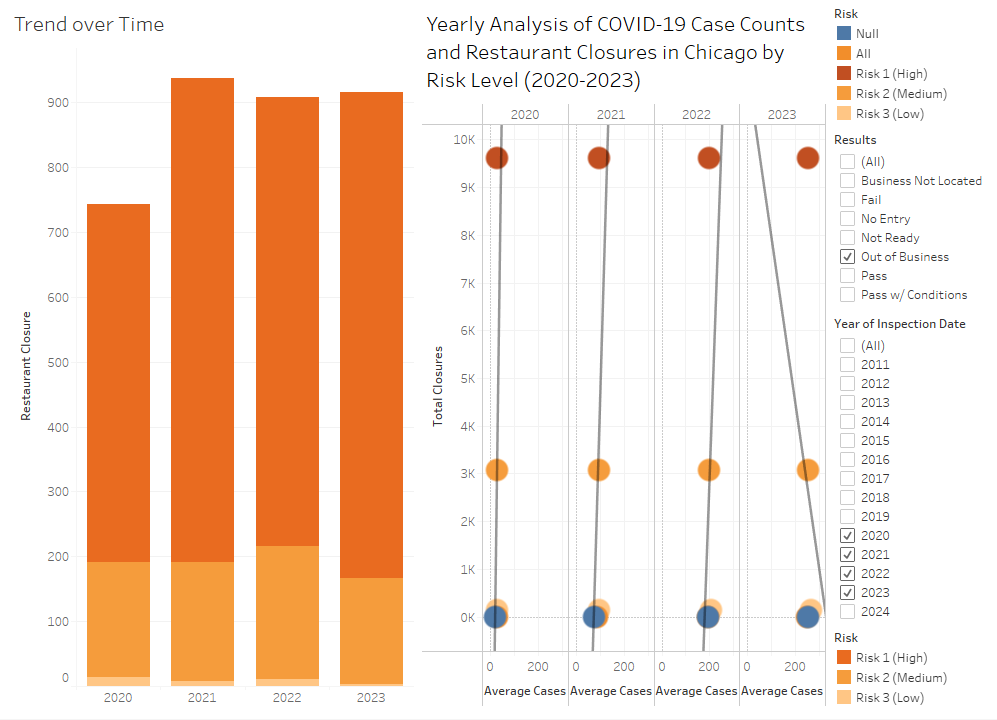 Trend over Time
900
800
700
600
500
400
300
200
100
0
Restaurant Closure
2020
2021
2022
2023
Yearly Analysis of COVID-19 Case Counts
and Restaurant Closures in Chicago by
Risk Level (2020-2023)
2020
2021
2022
2023
10K
9K
8K
7K
6K
5K
4K
3K
2K
1K
0K
Total Closures
0 200
0 200
0 200
0 200
Average Cases
Average Cases
Average Cases
Average Cases
Risk
Null
All
Risk 1 (High)
Risk 2 (Medium)
Risk 3 (Low)
Results
(All)
Business Not Located
Fail
No Entry
Not Ready
Out of Business
Pass
Pass w/ Conditions
Year of Inspection Date
(All)
2011
2012
2013
2014
2015
2016
2017
2018
2019
2020
2021
2022
2023
2024
Risk
Risk 1 (High)
Risk 2 (Medium)
Risk 3 (Low)